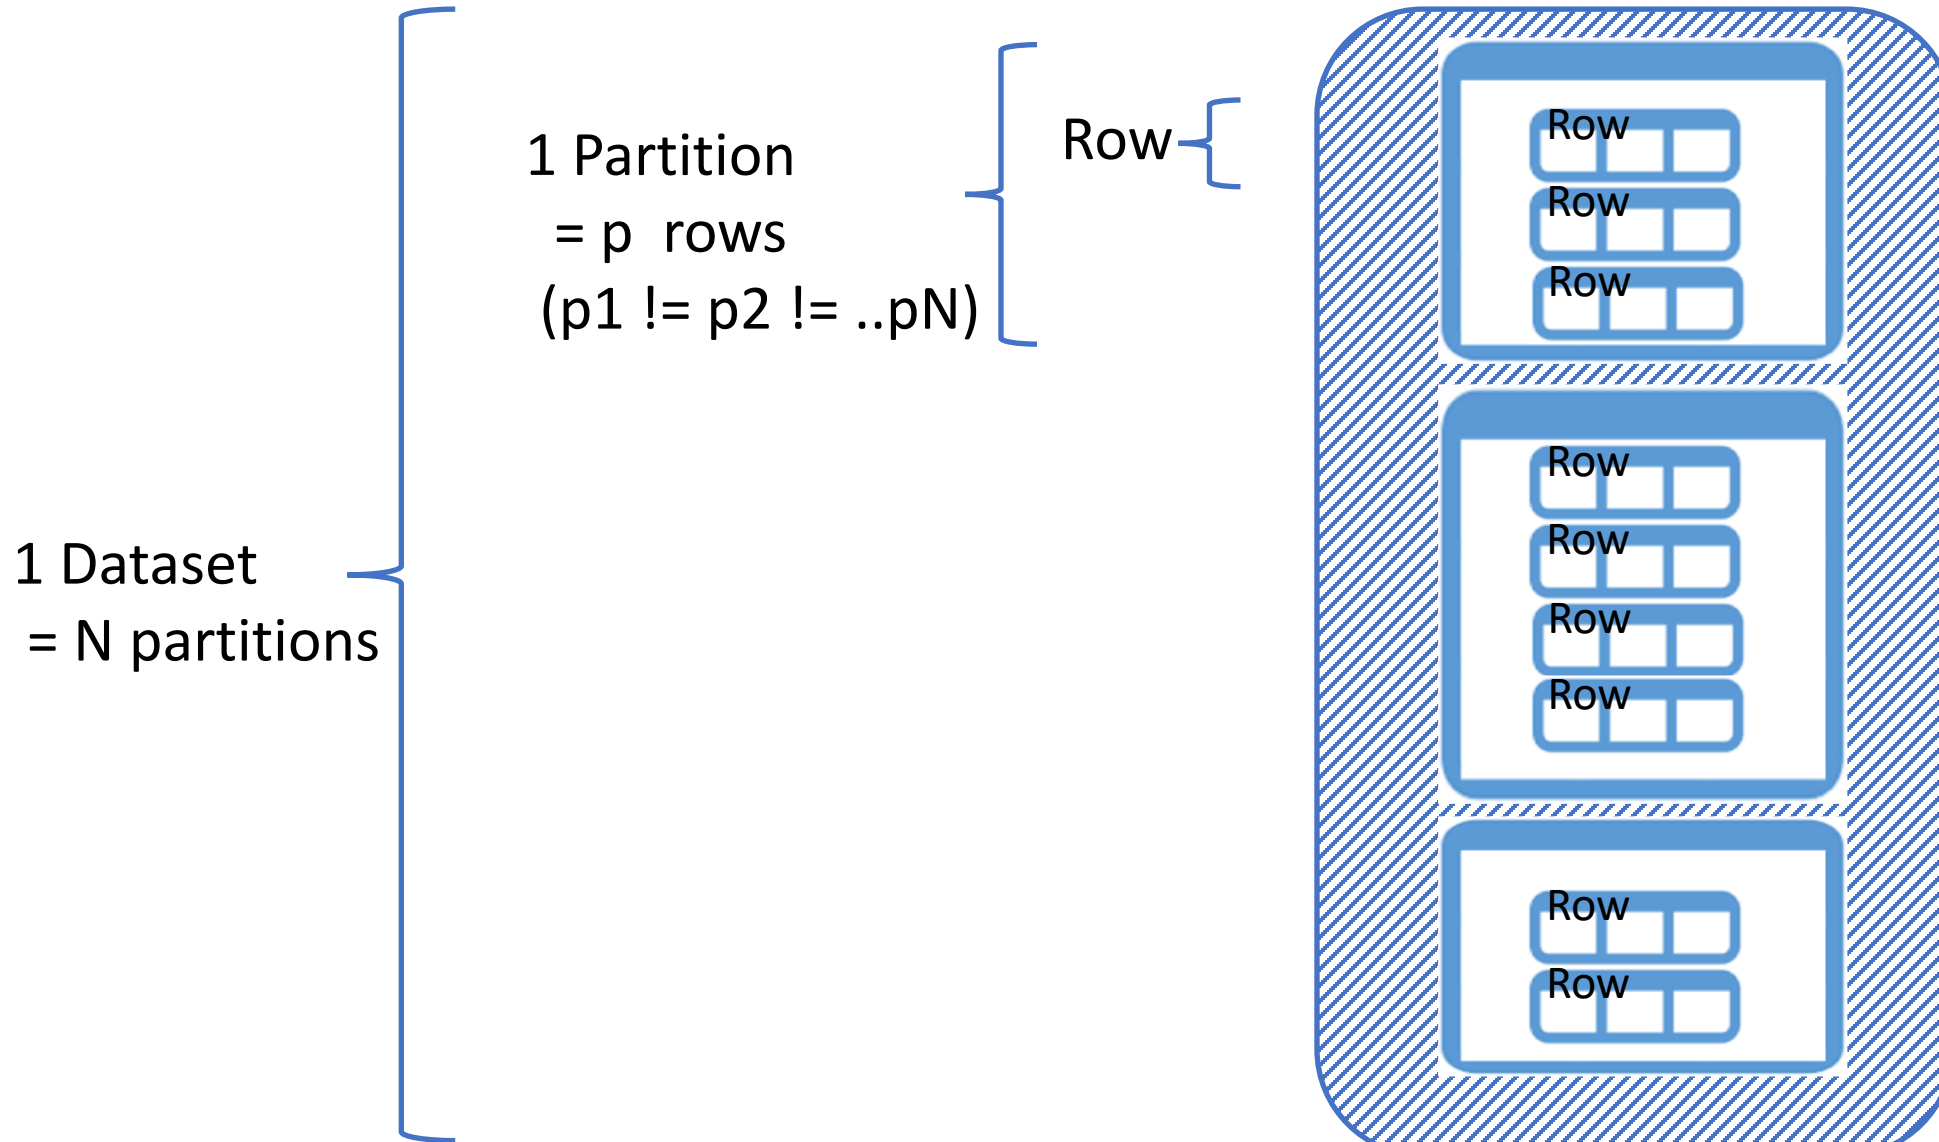 1 Dataset
= N partitions
1 Partition
= p rows
(p1 != p2 != ..pN)
Row
Row
Row
Row
Row
Row
Row
Row
Row
Row